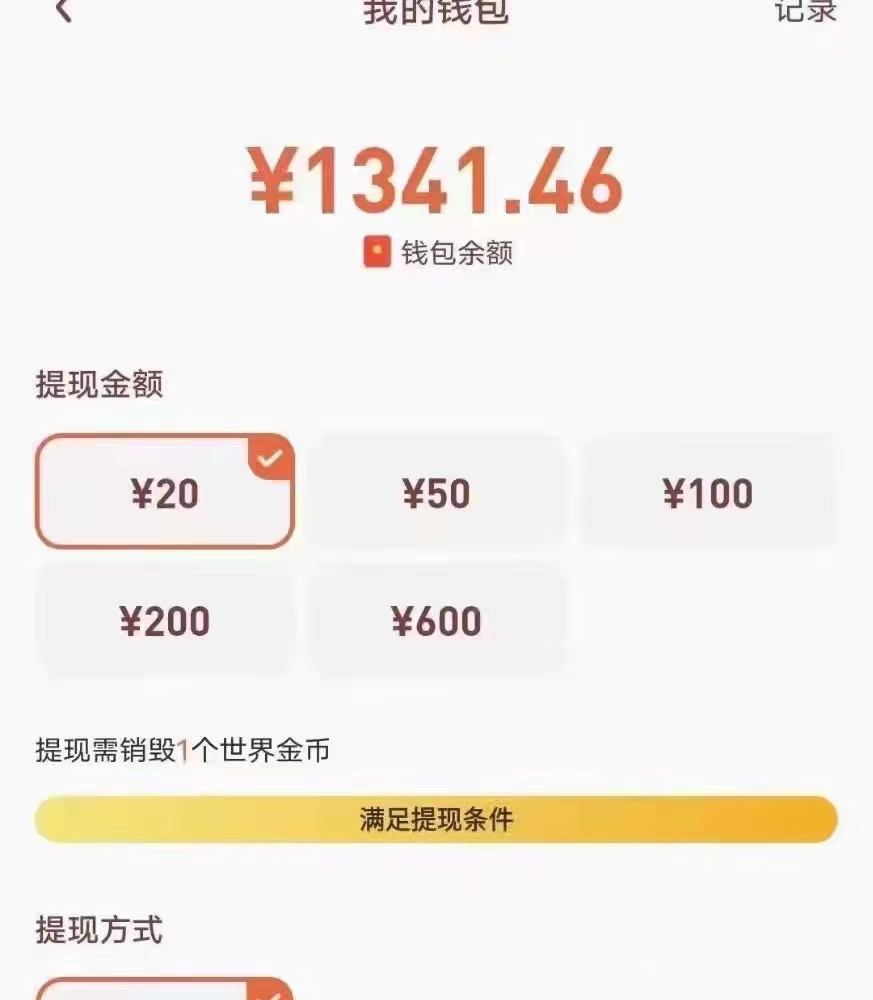 我的钱包 记录
¥1341.46
钱包余额
提现金额
¥20 ¥50 ¥100
¥200 ¥600
提现需销毁1个世界金币
满足提现条件
提现方式